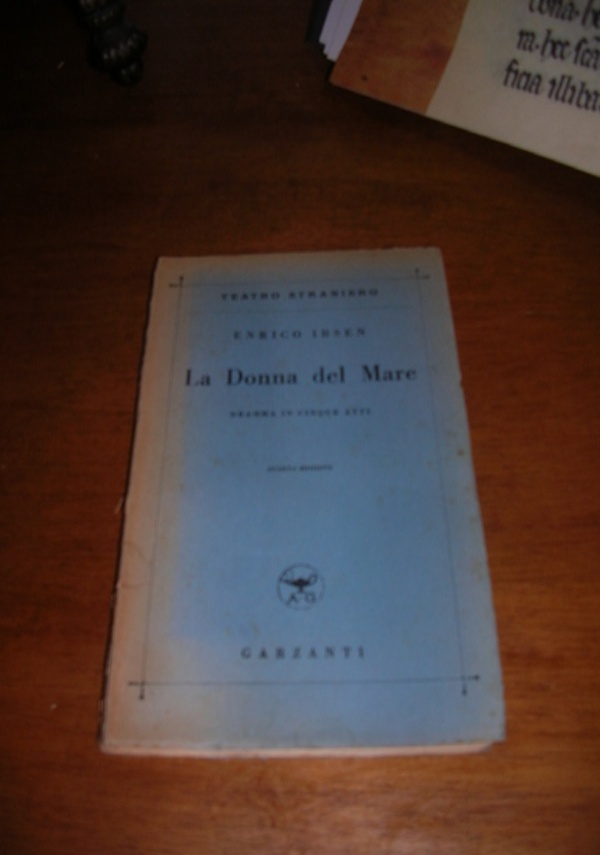 TEATRO STRANIERO
ENRICO IBSEN
La Donna del Mare
DRAMMA IN CINQUE ATTI
A G
GARZANTI